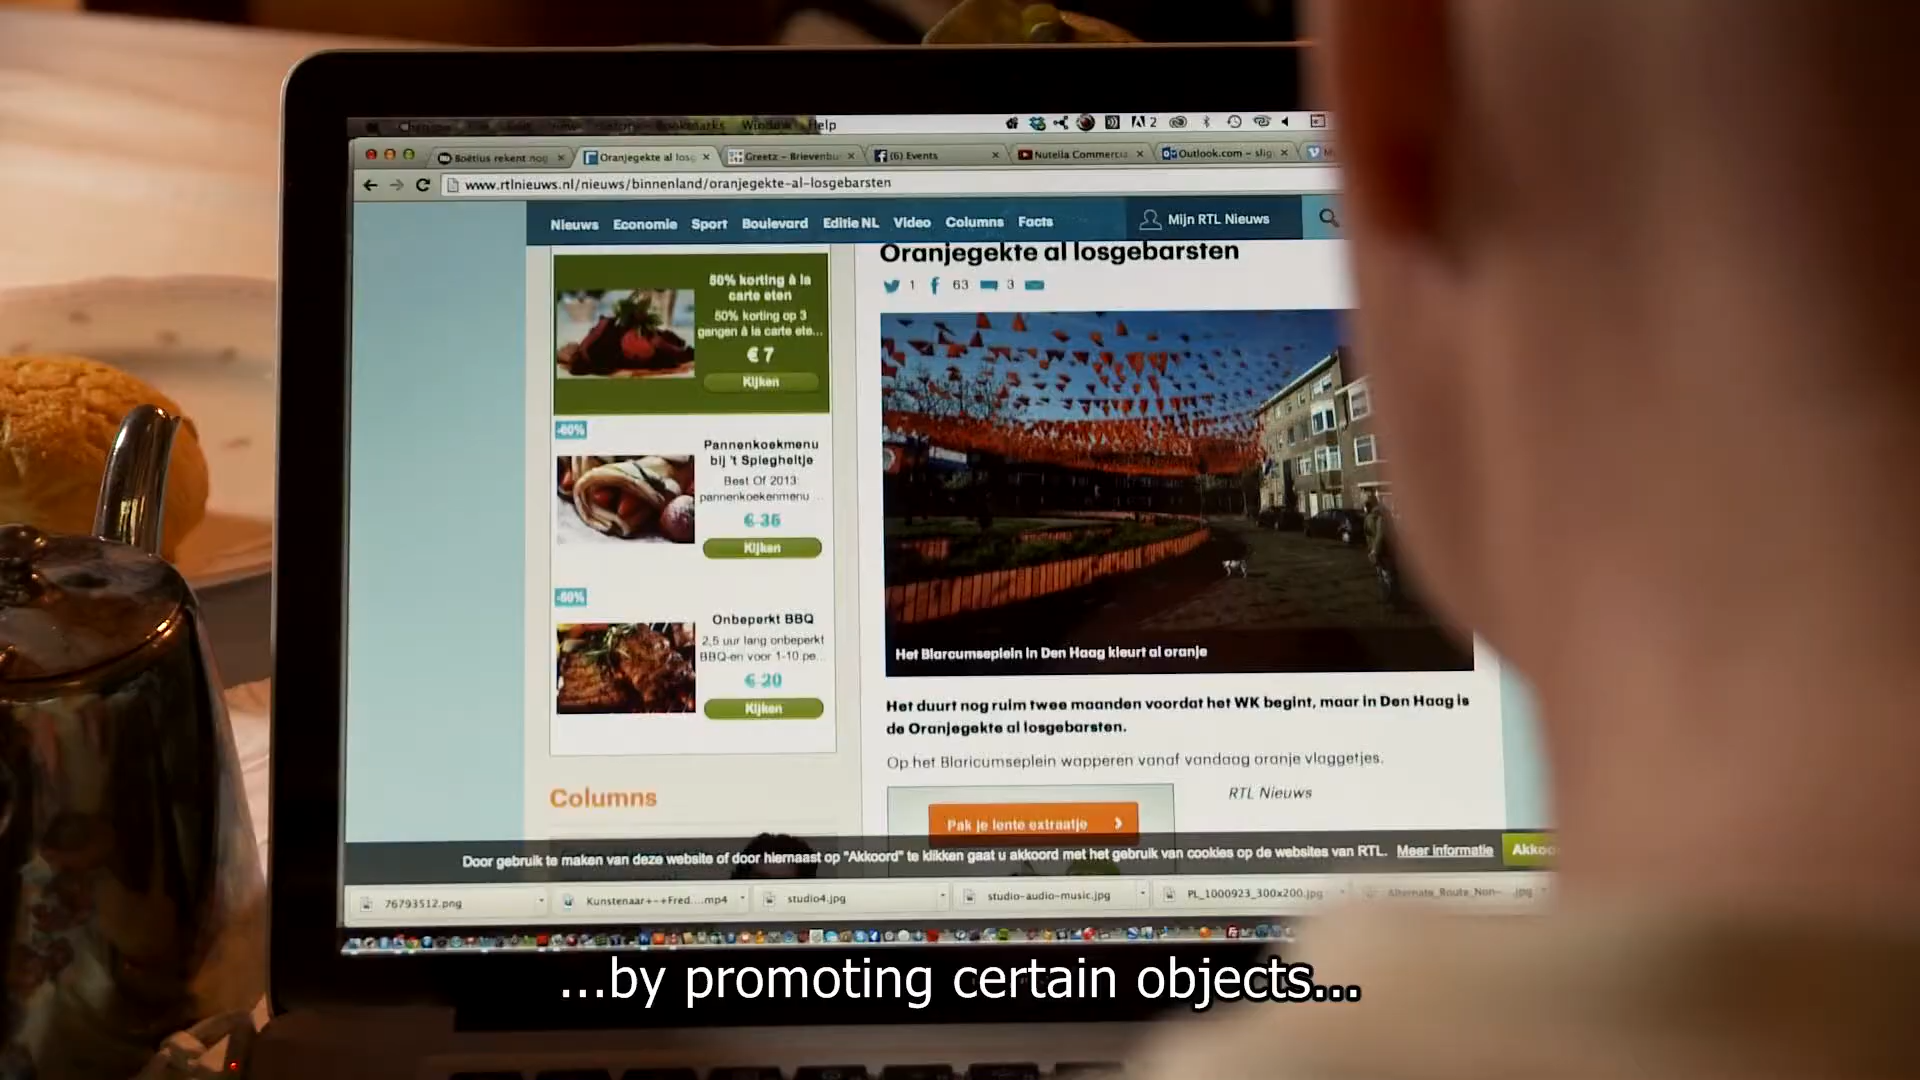 Window Help
2
Boëtius rekent nog
Oranjegekte al los
Greetz - Brievenbu
(6) Events
Nutella Commercia
Outlook.com - slig
www.rtlnieuws.nl/nieuws/binnenland/oranjegekte-al-losgebarsten
Nieuws Economie Sport Boulevard Editie NL Video Columns Facts
Mijn RTL Nieuws
Oranjegekte al losgebarsten
1 63 3
50% korting à la
carte eten
50% korting op 3
gangen à la carte ete...
€ 7
Kijken
-60%
Pannenkoekmenu
bij 't Spiegheltje
Best Of 2013:
pannenkoekenmenu ...
€ 35
Kijken
-60%
Onbeperkt BBQ
2,5 uur lang onbeperkt
BBQ-en voor 1-10 pe...
€ 20
Kijken
Columns
Het Blarcumseplein in Den Haag kleurt al oranje
Het duurt nog ruim twee maanden voordat het WK begint, maar in Den Haag is
de Oranjegekte al losgebarsten.
Op het Blaricumseplein wapperen vanaf vandaag oranje vlaggetjes.
RTL Nieuws
Pak je lente extraatje
Door gebruik te maken van deze website of door hiernaast op "Akkoord" te klikken gaat u akkoord met het gebruik van cookies op de websites van RTL. Meer informatie
Akko
76793512.png
Kunstenaar+-+Fred....mp4
studio4.jpg
studio-audio-music.jpg
PL_1000923_300x200.jpg
Alternate_Route_Non-...jpg
...by promoting certain objects...